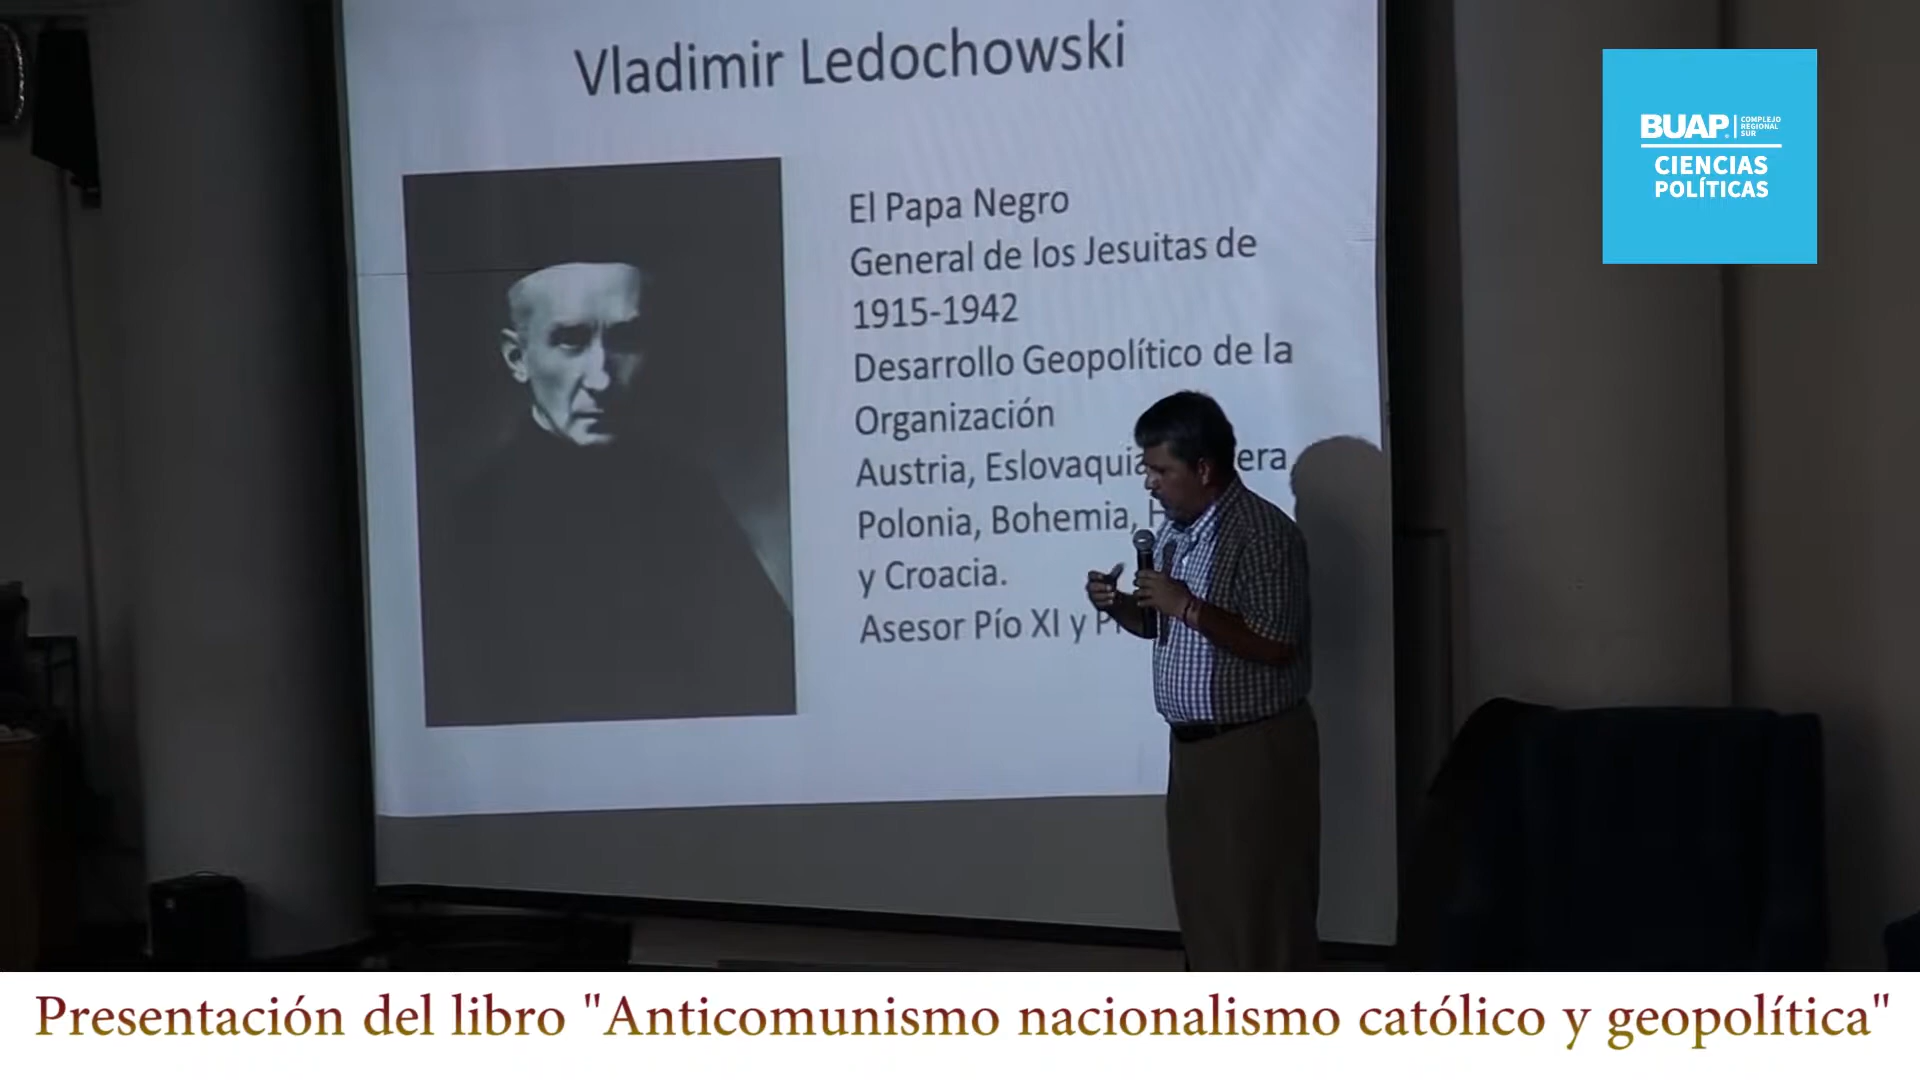 Vladimir Ledochowski
El Papa Negro
General de los Jesuitas de
1915-1942
Desarrollo Geopolítico de la
Organización
Austria, Eslovaquia
Polonia, Bohemia,
y Croacia.
Asesor Pío XI y
BUAP COMPLEJO
REGIONAL
SUR
CIENCIAS
POLÍTICAS
Presentación del libro "Anticomunismo nacionalismo católico y geopolítica"